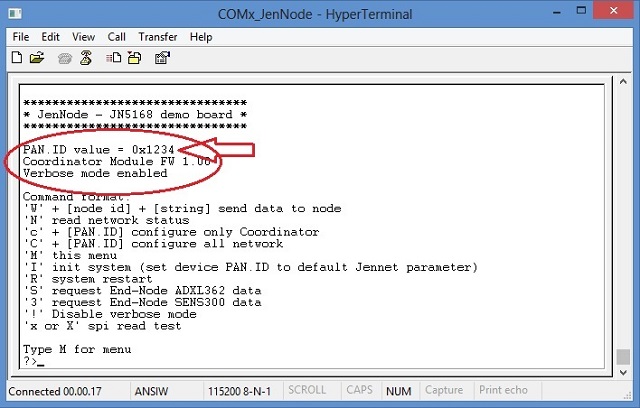 COMx_JenNode - HyperTerminal
File Edit View Call Transfer Help
*******************************
* JenNode - JN5168 demo board *
*******************************
PAN.ID value = 0x1234
Coordinator Module FW 1.00
Verbose mode enabled
Command format:
'W' + [node id] + [string] send data to node
'N' read network status
'c' + [PAN.ID] configure only Coordinator
'C' + [PAN.ID] configure all network
'M' this menu
'I' init system (set device PAN.ID to default Jennet parameter)
'R' system restart
'S' request End-Node ADXL362 data
'3' request End-Node SENS300 data
'!' Disable verbose mode
'x or X' spi read test
Type M for menu
?>_
Connected 00.00.17 ANSIW 115200 8-N-1 SCROLL CAPS NUM Capture Print echo